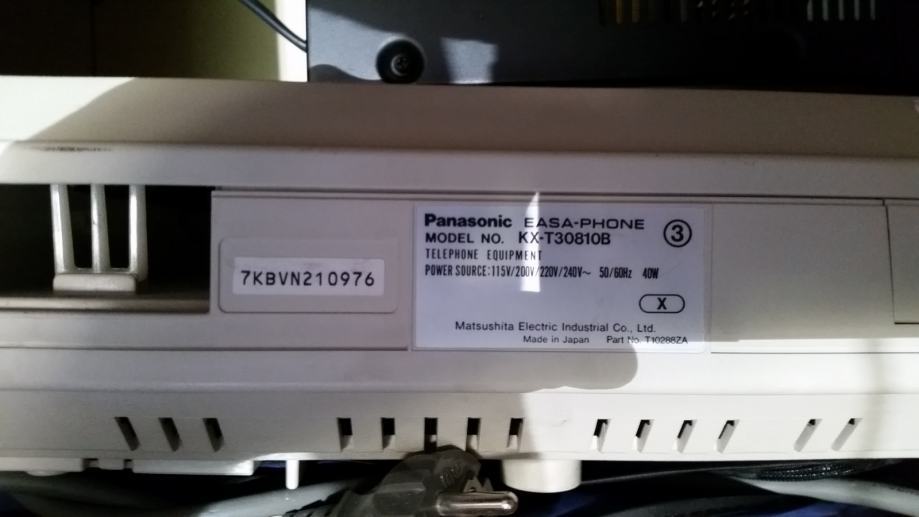 Panasonic EASA-PHONE
MODEL NO. KX-T30810B
3
TELEPHONE EQUIPMENT
POWER SOURCE:115V/200V/220V/240V~ 50/60Hz 40W
7KBVN210976
X
Matsushita Electric Industrial Co., Ltd.
Made in Japan Part No. T10288ZA